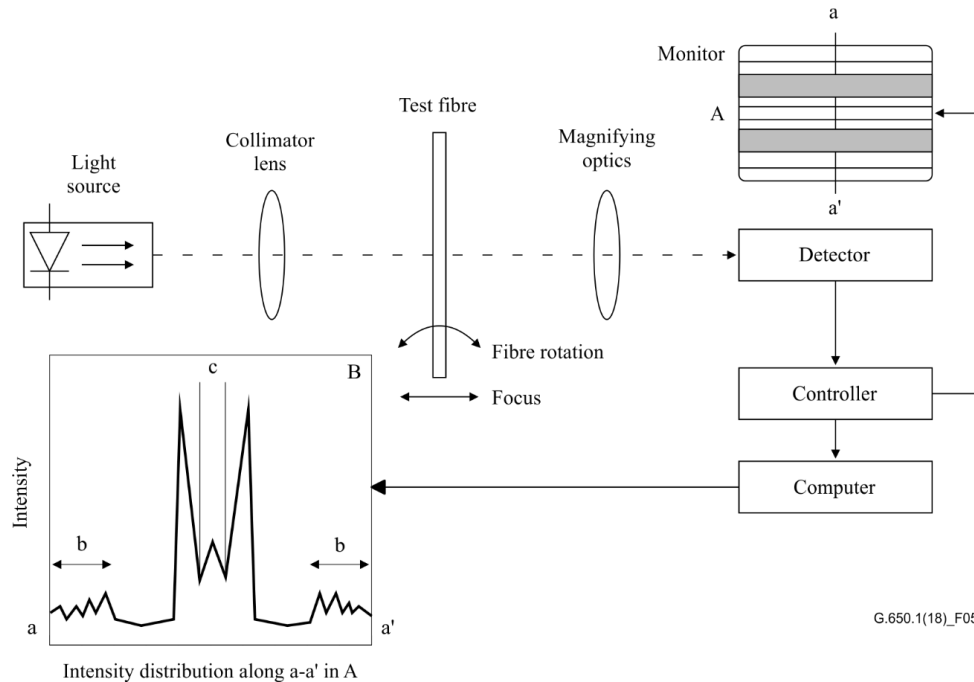 a
Monitor
A
a'
Test fibre
Collimator
lens
Magnifying
optics
Light
source
Detector
Fibre rotation
Focus
Controller
Computer
B
c
Intensity
b
b
a
a'
Intensity distribution along a-a' in A
G.650.1(18)_F05